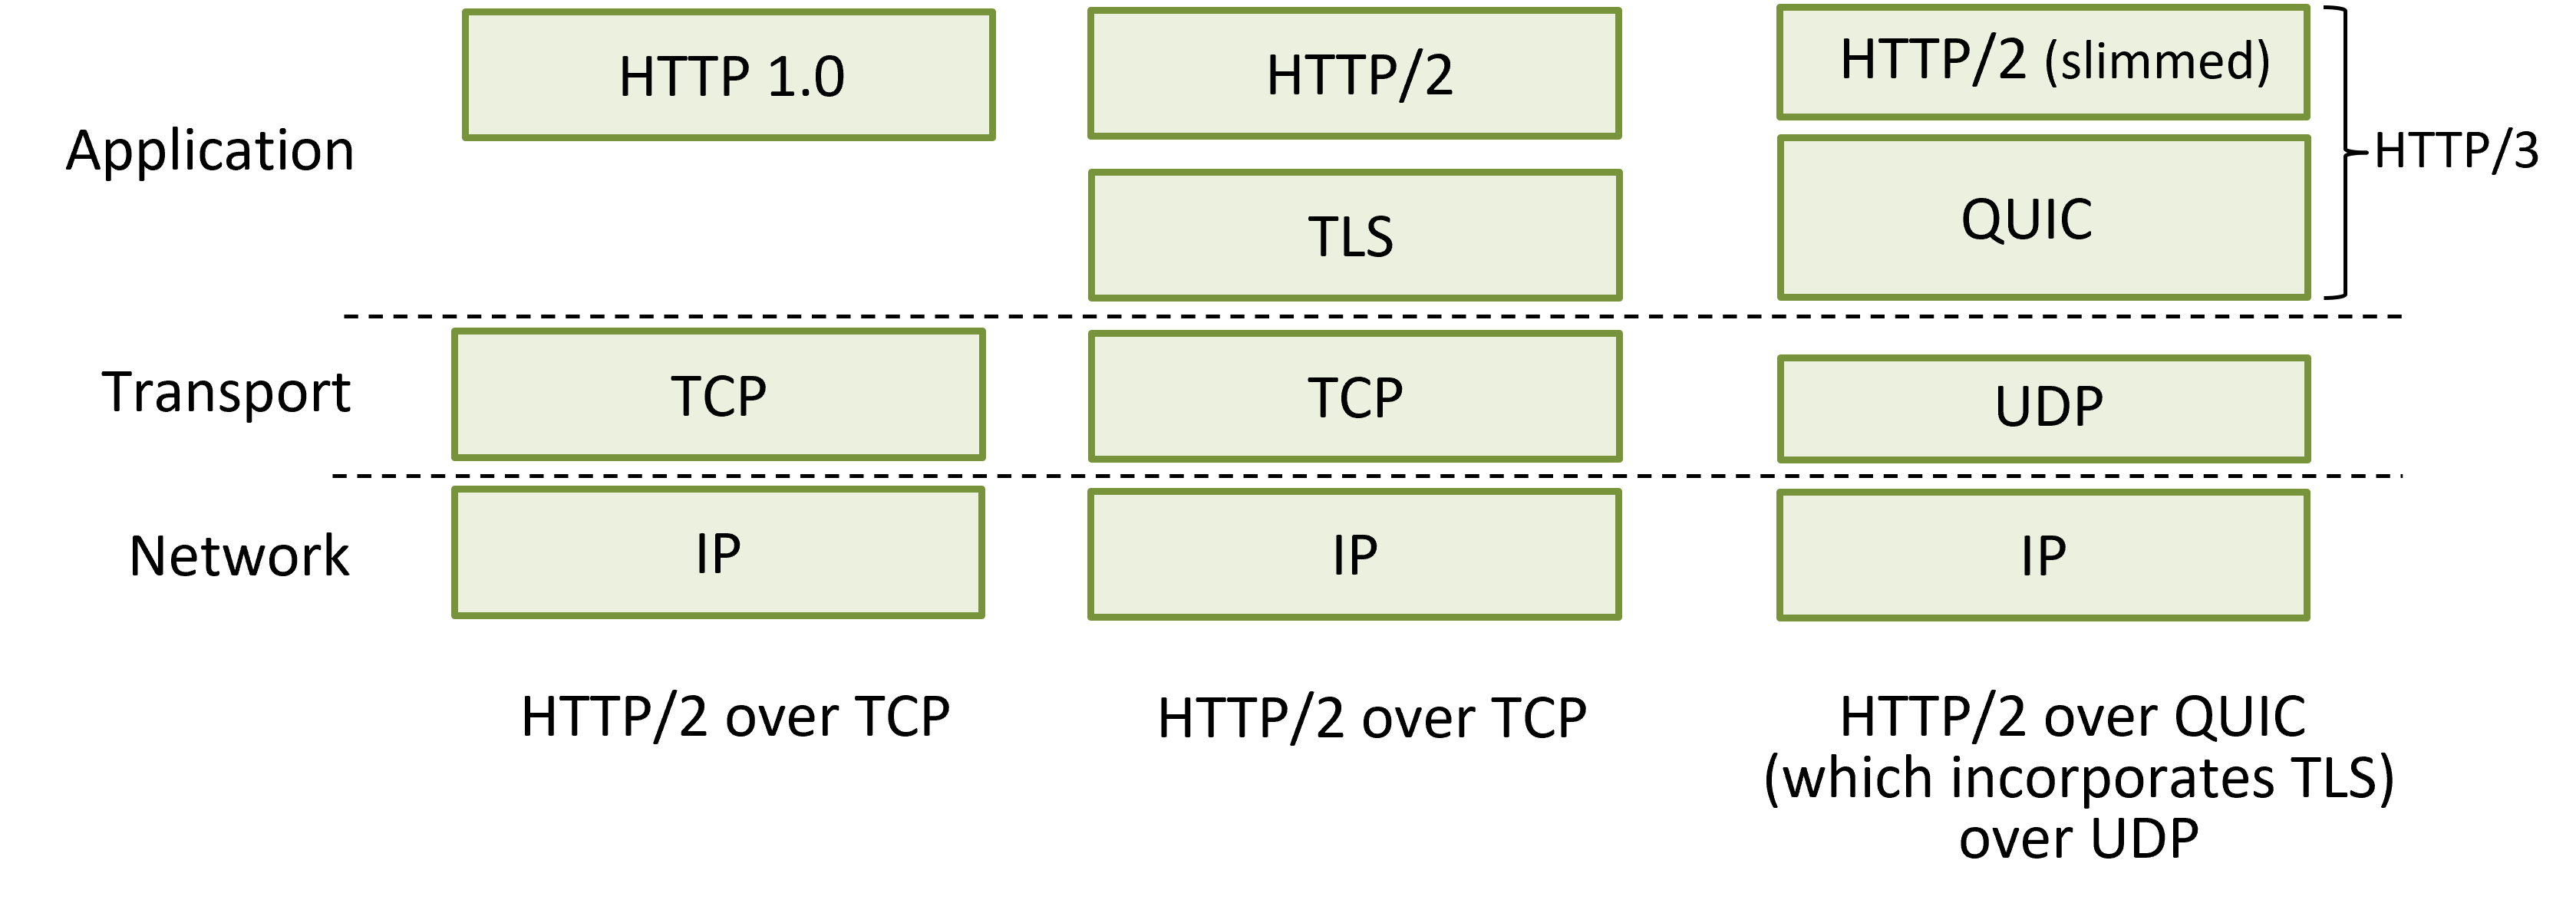 HTTP 1.0
HTTP/2
HTTP/2 (slimmed)
Application
HTTP/3
TLS
QUIC
Transport
TCP
TCP
UDP
Network
IP
IP
IP
HTTP/2 over TCP
HTTP/2 over TCP
HTTP/2 over QUIC
(which incorporates TLS)
over UDP